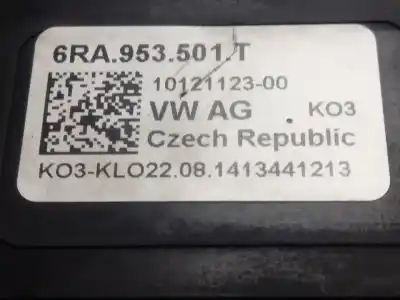 6RA.953.501.T
10121123-00
VW AG KO3
Czech Republic
KO3-KLO22.08.1413441213